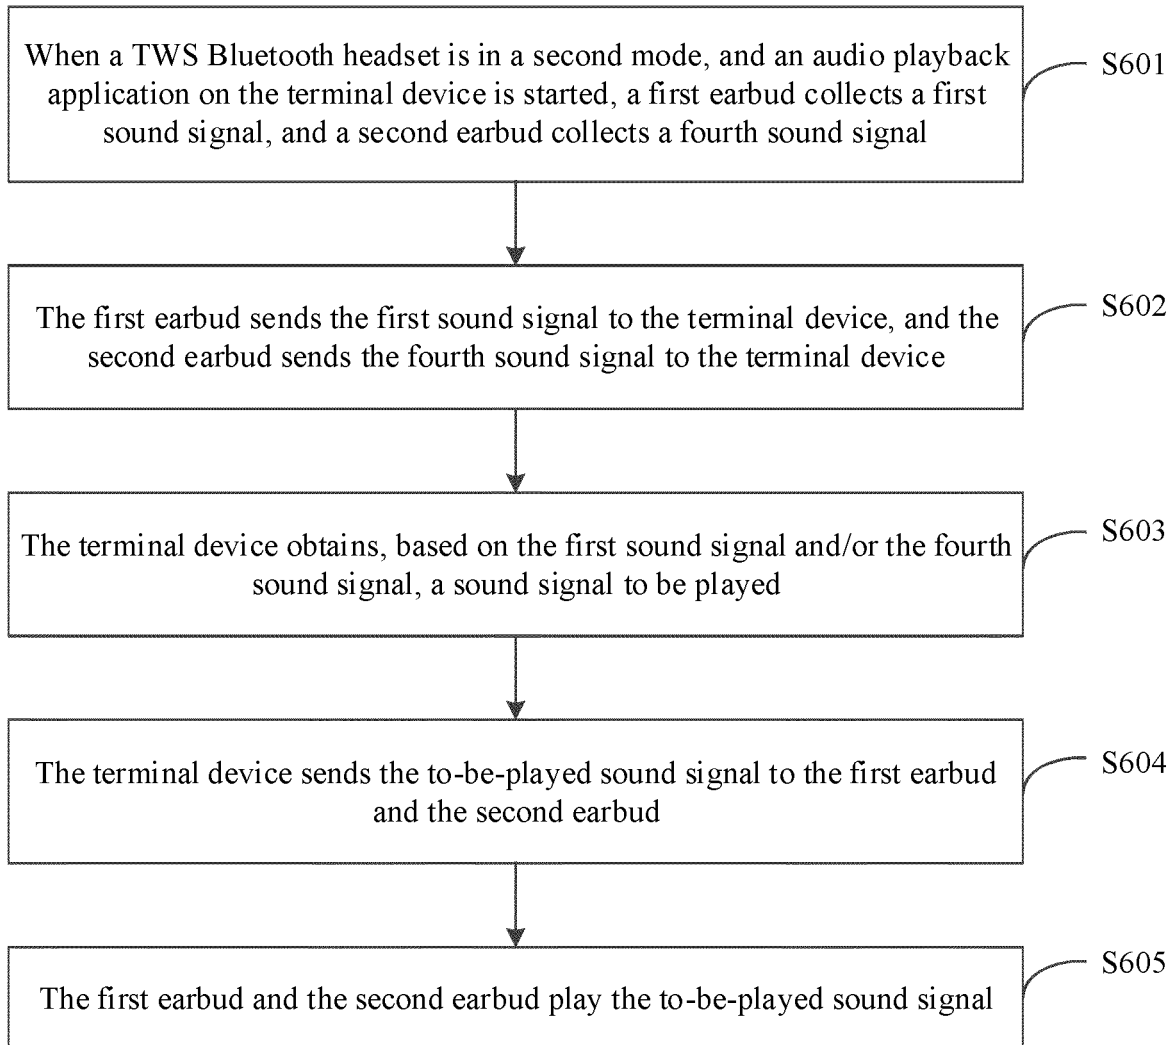 When a TWS Bluetooth headset is in a second mode, and an audio playback
application on the terminal device is started, a first earbud collects a first
sound signal, and a second earbud collects a fourth sound signal
S601
The first earbud sends the first sound signal to the terminal device, and the
second earbud sends the fourth sound signal to the terminal device
S602
The terminal device obtains, based on the first sound signal and/or the fourth
sound signal, a sound signal to be played
S603
The terminal device sends the to-be-played sound signal to the first earbud
and the second earbud
S604
The first earbud and the second earbud play the to-be-played sound signal
S605